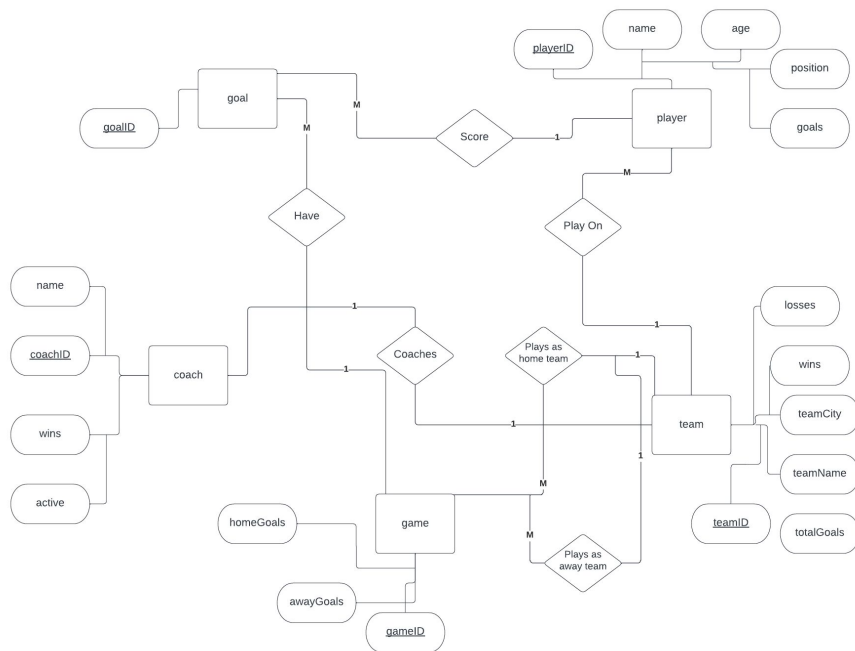 name
age
playerID
position
goal
player
goals
goalID
M
Score
1
M
M
Have
Play On
name
losses
1
1
coachID
Coaches
Plays as
home team
1
wins
coach
1
team
teamCity
wins
1
1
teamName
M
active
homeGoals
game
teamID
totalGoals
M
Plays as
away team
awayGoals
gameID